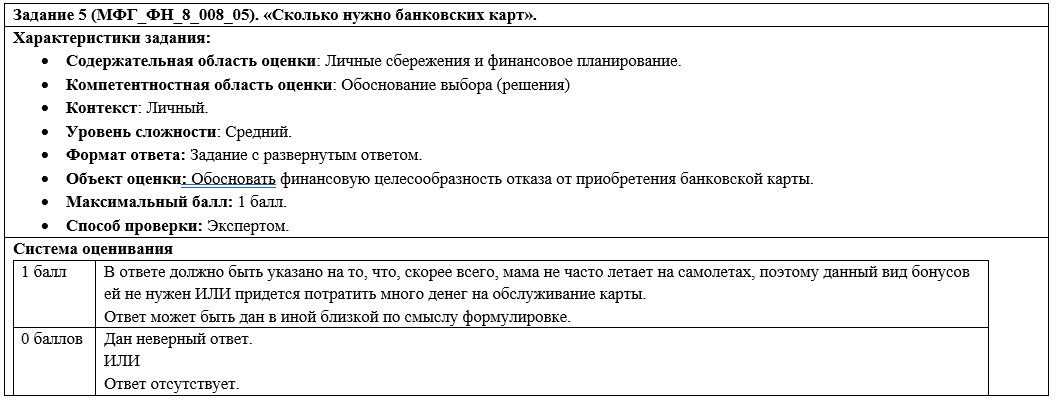 Задание 5 (МФГ_ФН_8_008_05). «Сколько нужно банковских карт».
Характеристики задания:
• Содержательная область оценки: Личные сбережения и финансовое планирование.
• Компетентностная область оценки: Обоснование выбора (решения)
• Контекст: Личный.
• Уровень сложности: Средний.
• Формат ответа: Задание с развернутым ответом.
• Объект оценки: Обосновать финансовую целесообразность отказа от приобретения банковской карты.
• Максимальный балл: 1 балл.
• Способ проверки: Экспертом.
Система оценивания
1 балл
В ответе должно быть указано на то, что, скорее всего, мама не часто летает на самолетах, поэтому данный вид бонусов
ей не нужен ИЛИ придется потратить много денег на обслуживание карты.
Ответ может быть дан в иной близкой по смыслу формулировке.
0 баллов
Дан неверный ответ.
ИЛИ
Ответ отсутствует.